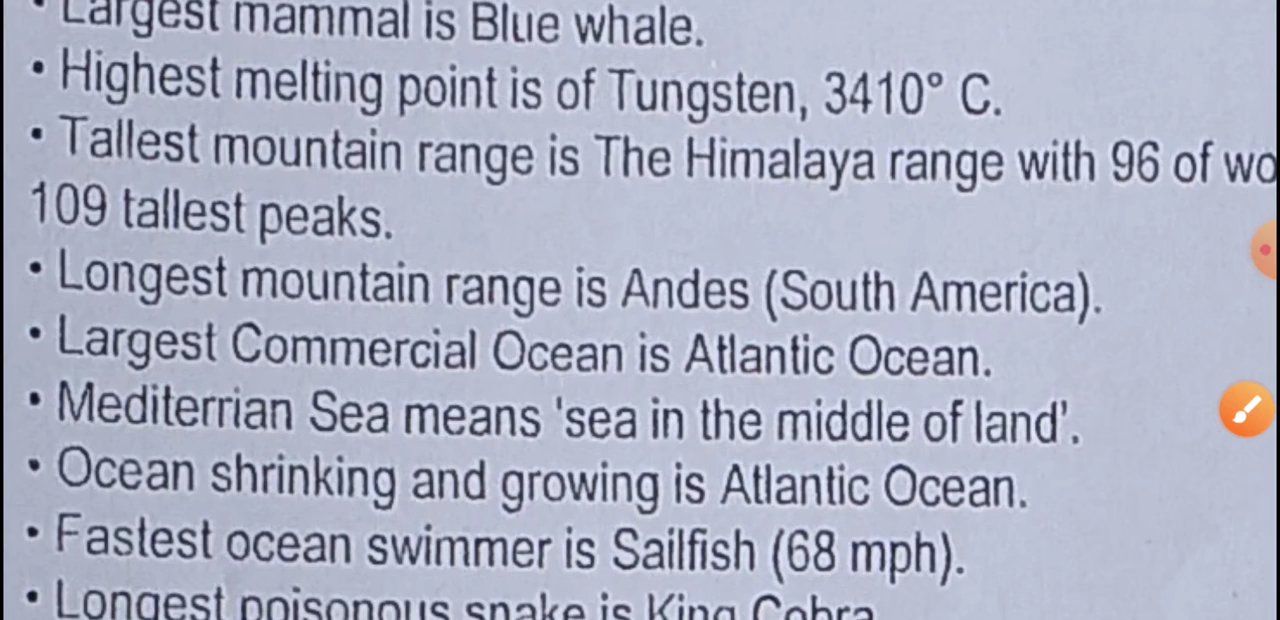 • Largest mammal is Blue whale.
• Highest melting point is of Tungsten, 3410° C.
• Tallest mountain range is The Himalaya range with 96 of wo
109 tallest peaks.
• Longest mountain range is Andes (South America).
• Largest Commercial Ocean is Atlantic Ocean.
• Mediterrian Sea means 'sea in the middle of land'.
• Ocean shrinking and growing is Atlantic Ocean.
• Fastest ocean swimmer is Sailfish (68 mph).
• Longest poisonous snake is King Cobra